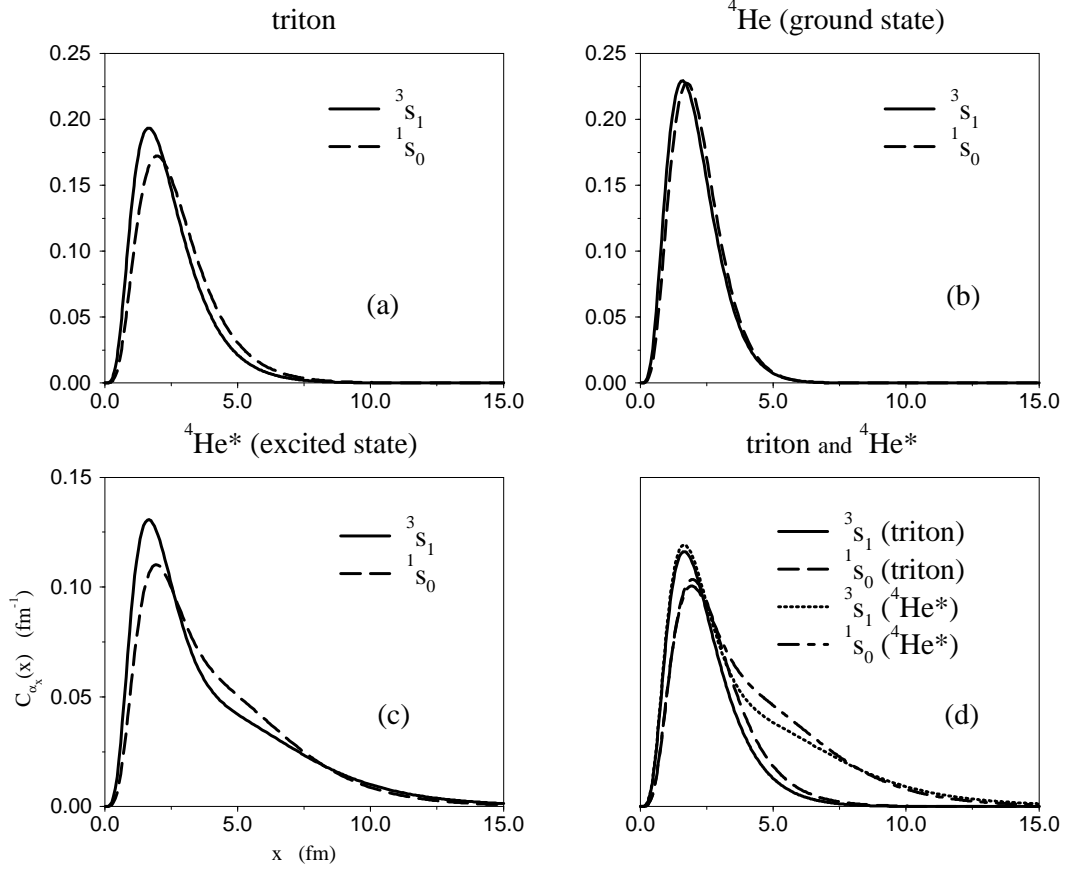 triton
0.25
0.20
0.15
0.10
0.05
0.00
0.0 5.0 10.0 15.0
³s₁
¹s₀
(a)
⁴He (ground state)
0.25
0.20
0.15
0.10
0.05
0.00
0.0 5.0 10.0 15.0
³s₁
¹s₀
(b)
⁴He* (excited state)
0.15
0.10
0.05
0.00
0.0 5.0 10.0 15.0
C_{αₓ}(x) (fm⁻¹)
x (fm)
³s₁
¹s₀
(c)
triton and ⁴He*
³s₁ (triton)
¹s₀ (triton)
³s₁ (⁴He*)
¹s₀ (⁴He*)
(d)
0.0 5.0 10.0 15.0